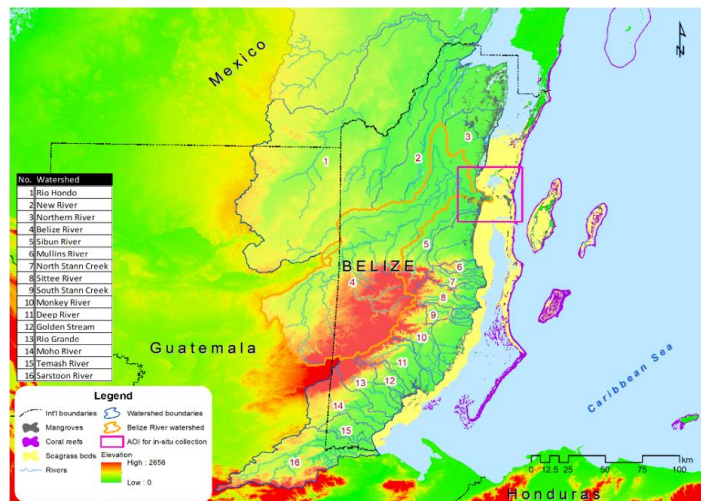 Mexico
N
3
2
1
No. Watershed
1 Rio Hondo
2 New River
3 Northern River
4 Belize River
5 Sibun River
6 Mullins River
7 North Stann Creek
8 Sittee River
9 South Stann Creek
10 Monkey River
11 Deep River
12 Golden Stream
13 Rio Grande
14 Moho River
15 Temash River
16 Sarstoon River
5
BELIZE
6
4
7
8
9
10
Guatemala
11
13
12
14
15
16
Caribbean Sea
Honduras
Legend
Int'l boundaries
Watershed boundaries
Mangroves
Belize River watershed
Coral reefs
AOI for in-situ collection
Seagrass beds
Elevation
High : 2656
Rivers
Low : 0
km
0 12.5 25 50 75 100